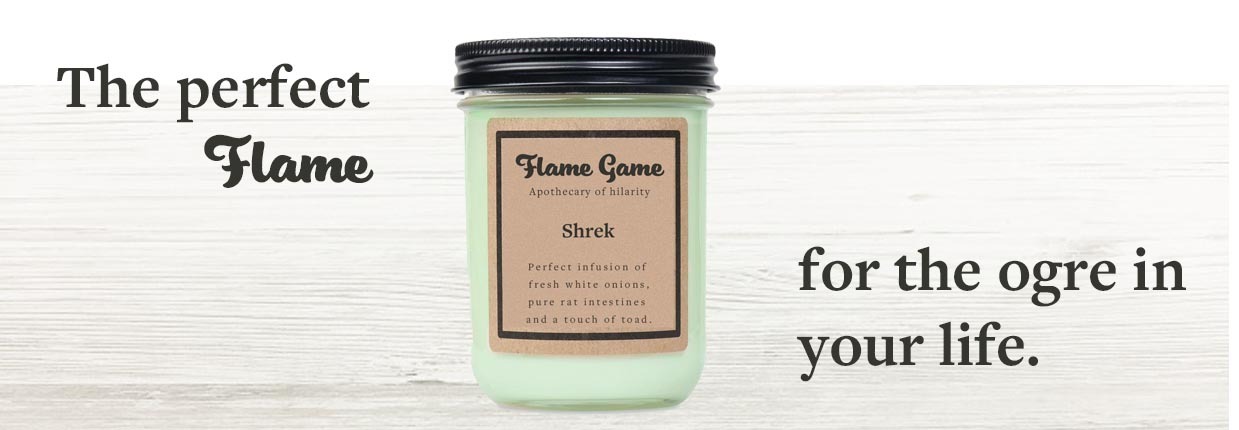 The perfect
Flame
Flame Game
Apothecary of hilarity
Shrek
Perfect infusion of
fresh white onions,
pure rat intestines
and a touch of toad.
for the ogre in
your life.